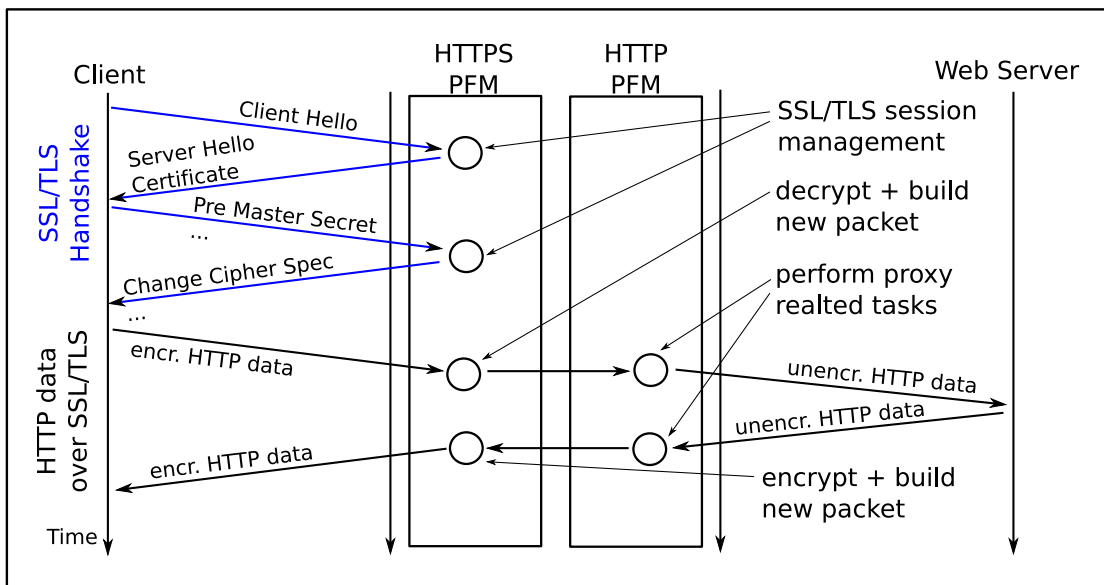 Client
HTTPS
PFM
HTTP
PFM
Web Server
SSL/TLS
Handshake
Client Hello
Server Hello
Certificate
Pre Master Secret
...
Change Cipher Spec
...
SSL/TLS session
management
decrypt + build
new packet
perform proxy
realted tasks
HTTP data
over SSL/TLS
encr. HTTP data
unencr. HTTP data
unencr. HTTP data
encr. HTTP data
encrypt + build
new packet
Time